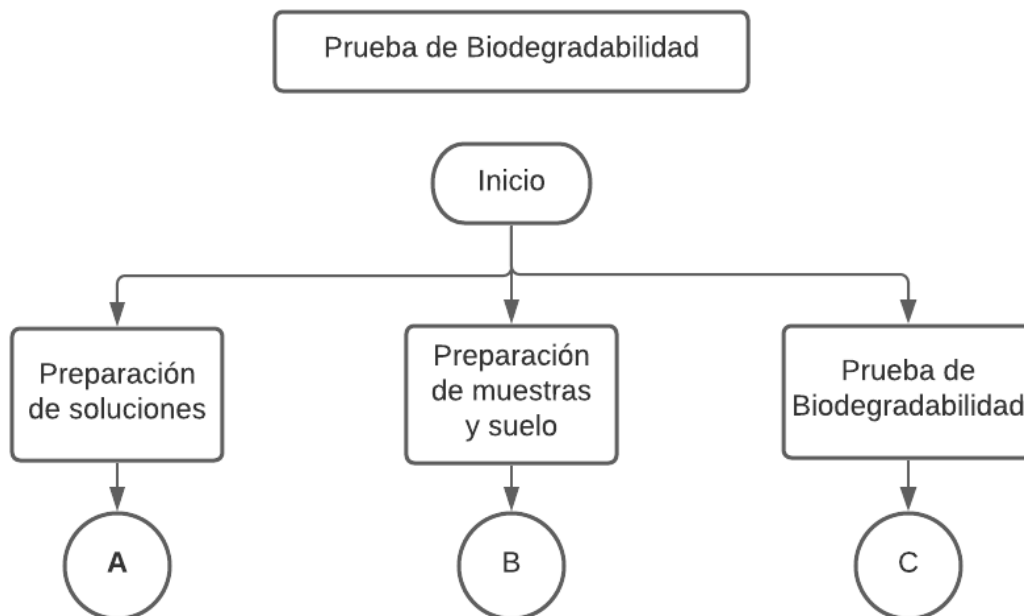 Prueba de Biodegradabilidad
Inicio
Preparación
de soluciones
Preparación
de muestras
y suelo
Prueba de
Biodegradabilidad
A
B
C